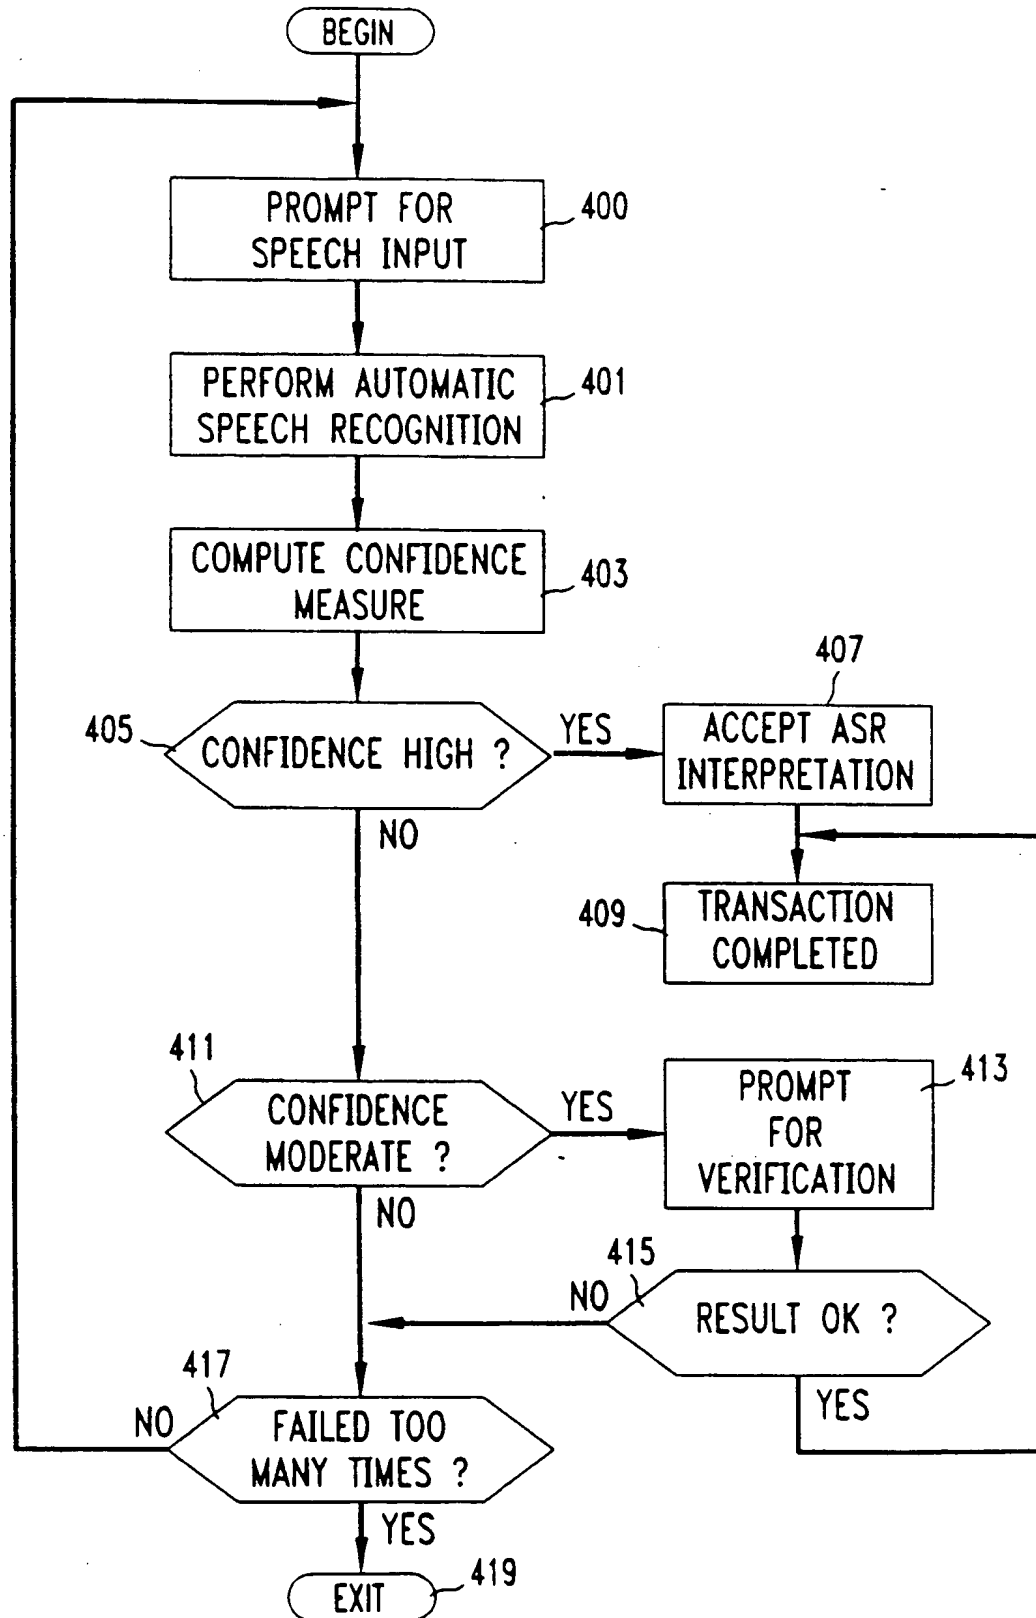 BEGIN
PROMPT FOR
SPEECH INPUT
400
PERFORM AUTOMATIC
SPEECH RECOGNITION
401
COMPUTE CONFIDENCE
MEASURE
403
405
CONFIDENCE HIGH ?
YES
NO
407
ACCEPT ASR
INTERPRETATION
409
TRANSACTION
COMPLETED
411
CONFIDENCE
MODERATE ?
YES
NO
413
PROMPT
FOR
VERIFICATION
415
NO
RESULT OK ?
YES
417
NO
FAILED TOO
MANY TIMES ?
YES
EXIT
419